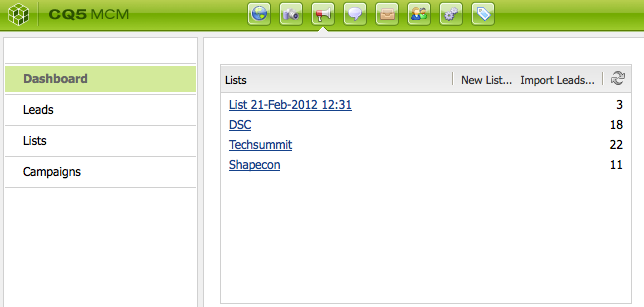 CQ5 MCM
Dashboard
Leads
Lists
Campaigns
Lists New List... Import Leads...
List 21-Feb-2012 12:31 3
DSC 18
Techsummit 22
Shapecon 11